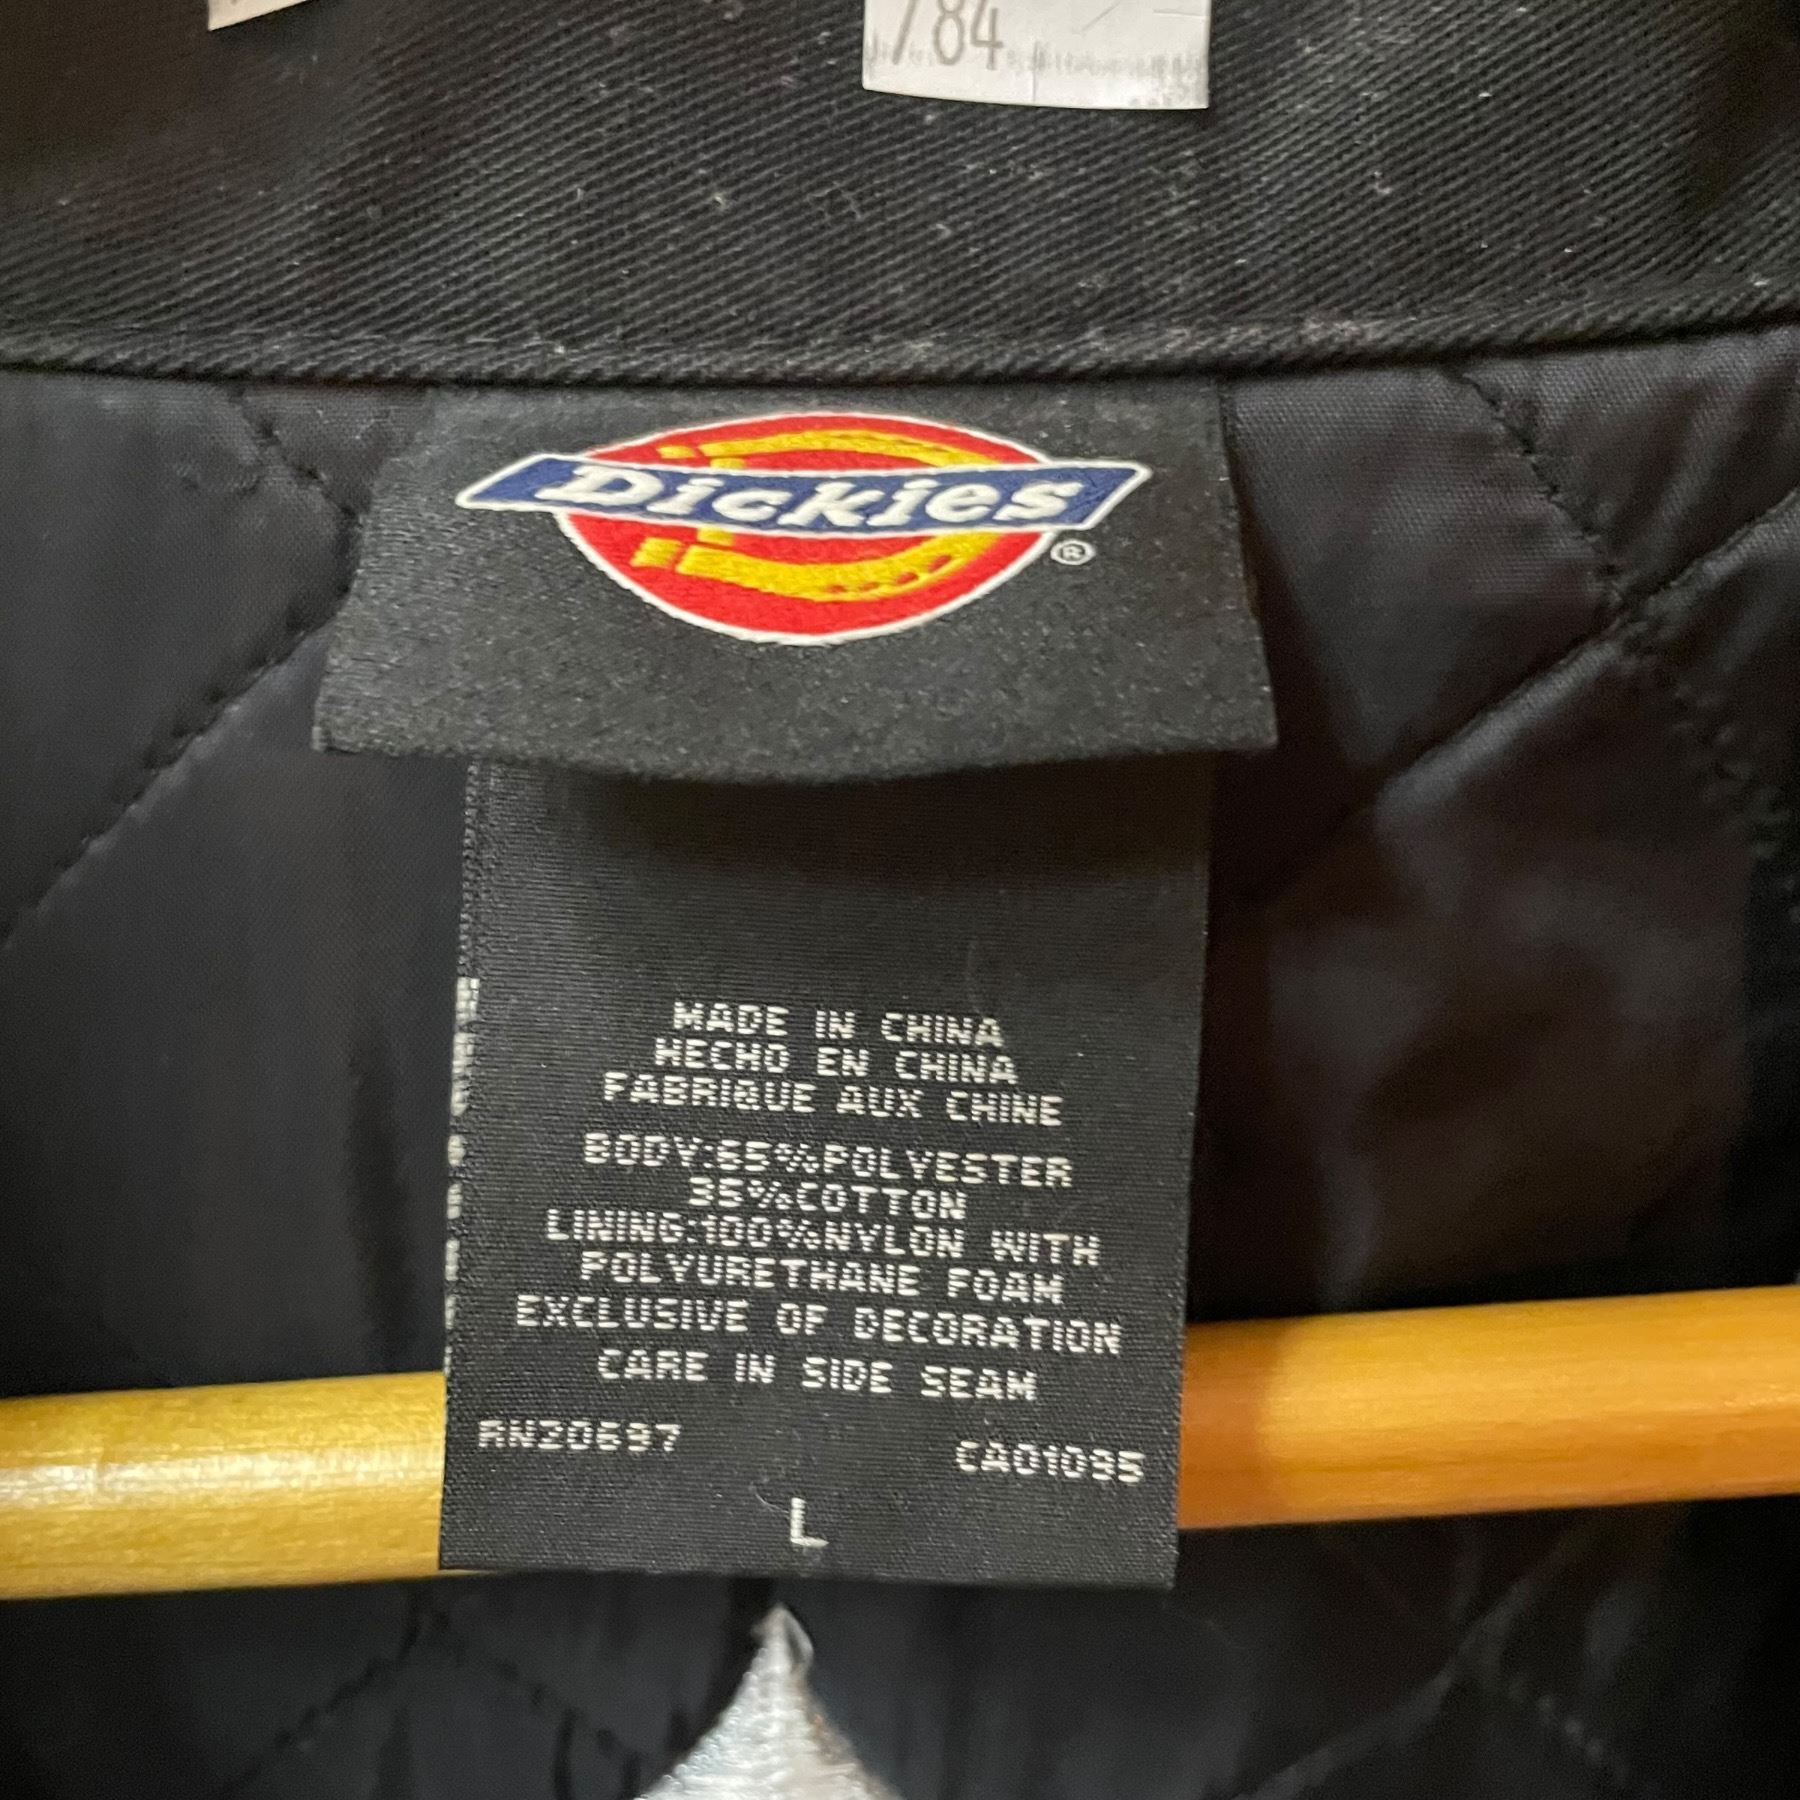 784
Dickies
®
MADE IN CHINA
HECHO EN CHINA
FABRIQUE AUX CHINE
BODY:65%POLYESTER
35%COTTON
LINING:100%NYLON WITH
POLYURETHANE FOAM
EXCLUSIVE OF DECORATION
CARE IN SIDE SEAM
RN20697 CA01095
L